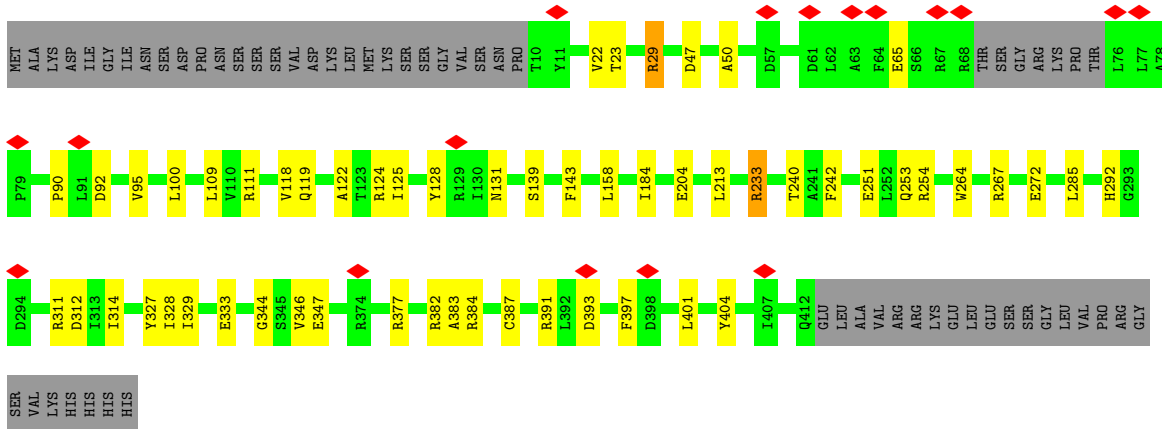 MET ALA LYS ASP ILE GLY ILE ASN SER ASP PRO ASN SER SER SER VAL ASP LYS LEU MET LYS SER SER GLY VAL SER ASN PRO T10 Y11 V22 T23 R29 D47 A50 D57 D61 L62 A63 F64 E65 S66 R67 R68 THR SER GLY ARG LYS PRO THR L76 L77 A78
P79 P90 L91 D92 V95 L100 L109 V110 R111 V118 Q119 A122 T123 R124 I125 Y128 R129 I130 N131 S139 F143 L158 I184 E204 L213 R233 T240 A241 F242 E251 L252 Q253 R254 W264 R267 E272 L285 H292 G293
D294 R311 D312 I313 I314 Y327 I328 I329 E333 G344 S345 V346 E347 R374 R377 R382 A383 R384 C387 R391 L392 D393 F397 D398 L401 Y404 I407 Q412 GLU LEU ALA VAL ARG ARG LYS GLU LEU GLU SER SER GLY LEU VAL PRO ARG GLY
SER VAL LYS HIS HIS HIS HIS